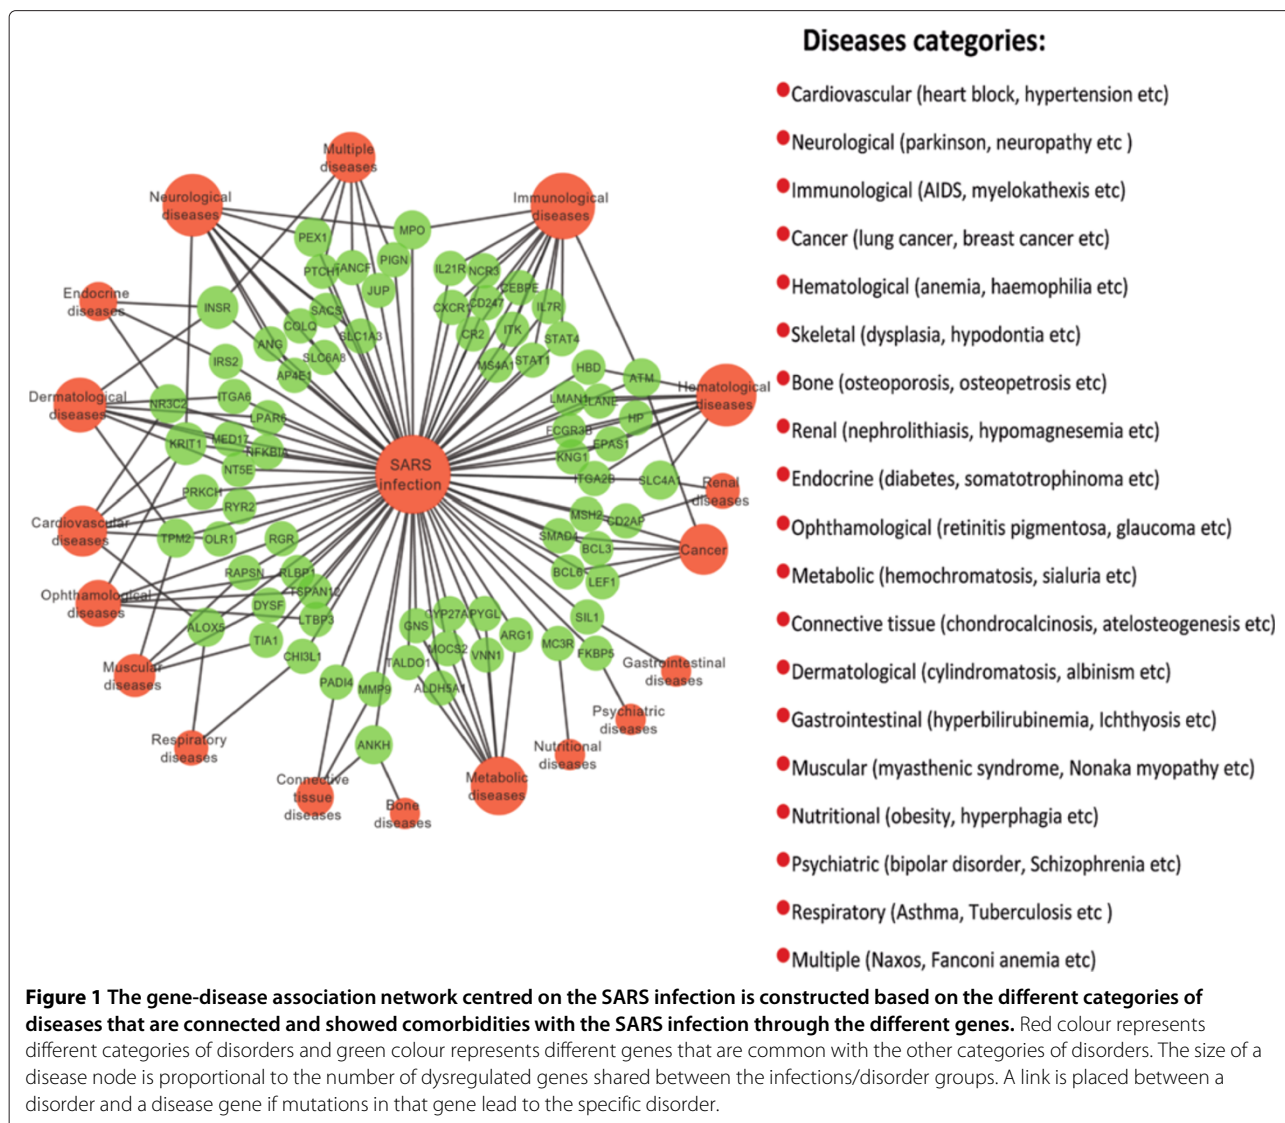 Diseases categories:
Cardiovascular (heart block, hypertension etc)
Neurological (parkinson, neuropathy etc )
Immunological (AIDS, myelokathexis etc)
Cancer (lung cancer, breast cancer etc)
Hematological (anemia, haemophilia etc)
Skeletal (dysplasia, hypodontia etc)
Bone (osteoporosis, osteopetrosis etc)
Renal (nephrolithiasis, hypomagnesemia etc)
Endocrine (diabetes, somatotrophinoma etc)
Ophthamological (retinitis pigmentosa, glaucoma etc)
Metabolic (hemochromatosis, sialuria etc)
Connective tissue (chondrocalcinosis, atelosteogenesis etc)
Dermatological (cylindromatosis, albinism etc)
Gastrointestinal (hyperbilirubinemia, Ichthyosis etc)
Muscular (myasthenic syndrome, Nonaka myopathy etc)
Nutritional (obesity, hyperphagia etc)
Psychiatric (bipolar disorder, Schizophrenia etc)
Respiratory (Asthma, Tuberculosis etc )
Multiple (Naxos, Fanconi anemia etc)
Multiple
diseases
Neurological
diseases
Immunological
diseases
Endocrine
diseases
Dermatological
diseases
Hematological
diseases
SARS
infection
Renal
diseases
Cardiovascular
diseases
Cancer
Ophthamological
diseases
Muscular
diseases
Gastrointestinal
diseases
Psychiatric
diseases
Respiratory
diseases
Nutritional
diseases
Connective
tissue
diseases
Metabolic
diseases
Bone
diseases
PEX1
MPO
PTCH1
FANCF
PIGN
JUP
IL21R
NCR3
CEBPE
CXCR1
CD247
IL7R
INSR
SACS
COLQ
SLC1A3
ANG
SLC6A8
AP4E1
IRS2
CR2
ITK
STAT4
MS4A1
STAT1
HBD
ATM
NR3C2
ITGA6
LPAR6
KRIT1
MED17
NFKBIA
NT5E
LMAN1
ELANE
HP
FCGR3B
EPAS1
KNG1
ITGA2B
SLC4A1
PRKCH
RYR2
TPM2
OLR1
RGR
MSH2
CD2AP
SMAD4
BCL3
BCL6
LEF1
RAPSN
RLBP1
TSPAN12
DYSF
LTBP3
ALOX5
TIA1
CHI3L1
GNS
CYP27A1
PYGL
ARG1
SIL1
MC3R
FKBP5
TALDO1
MOCS2
VNN1
ALDH5A1
PADI4
MMP9
ANKH
Figure 1 The gene-disease association network centred on the SARS infection is constructed based on the different categories of
diseases that are connected and showed comorbidities with the SARS infection through the different genes. Red colour represents
different categories of disorders and green colour represents different genes that are common with the other categories of disorders. The size of a
disease node is proportional to the number of dysregulated genes shared between the infections/disorder groups. A link is placed between a
disorder and a disease gene if mutations in that gene lead to the specific disorder.